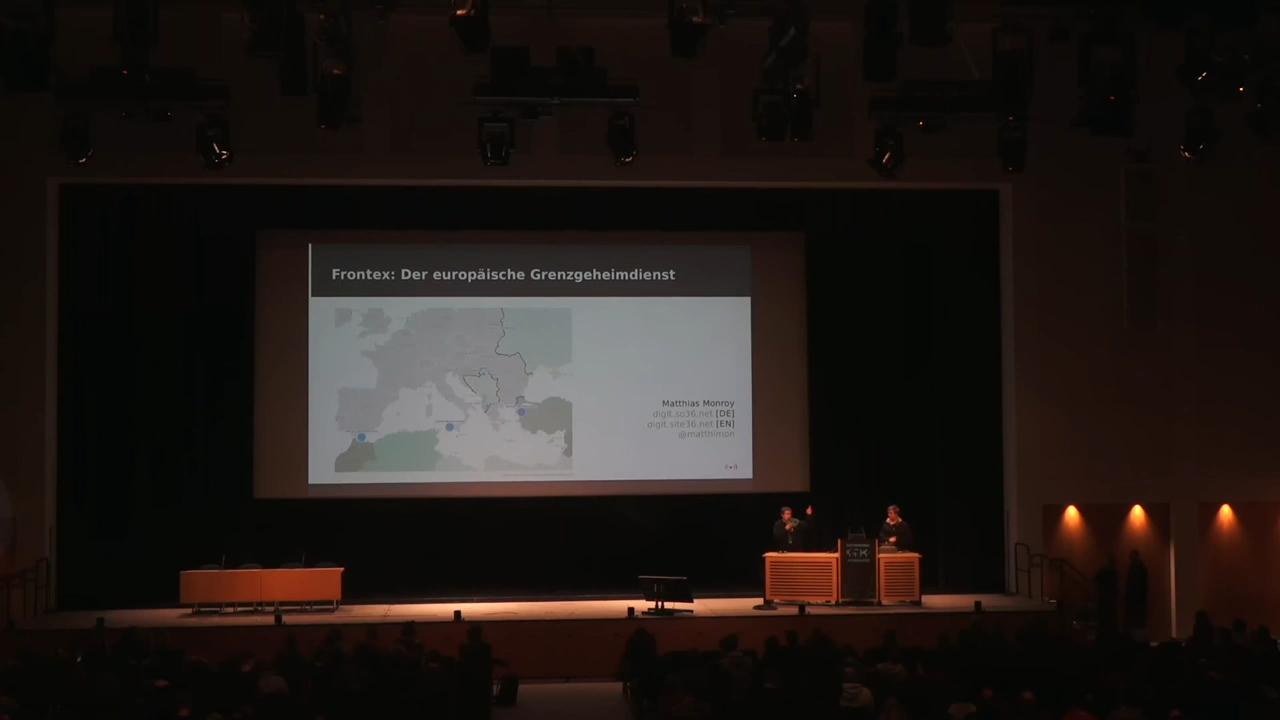 Frontex: Der europäische Grenzgeheimdienst
Matthias Monroy
digit.so36.net [DE]
digit.site36.net [EN]
@matthimon